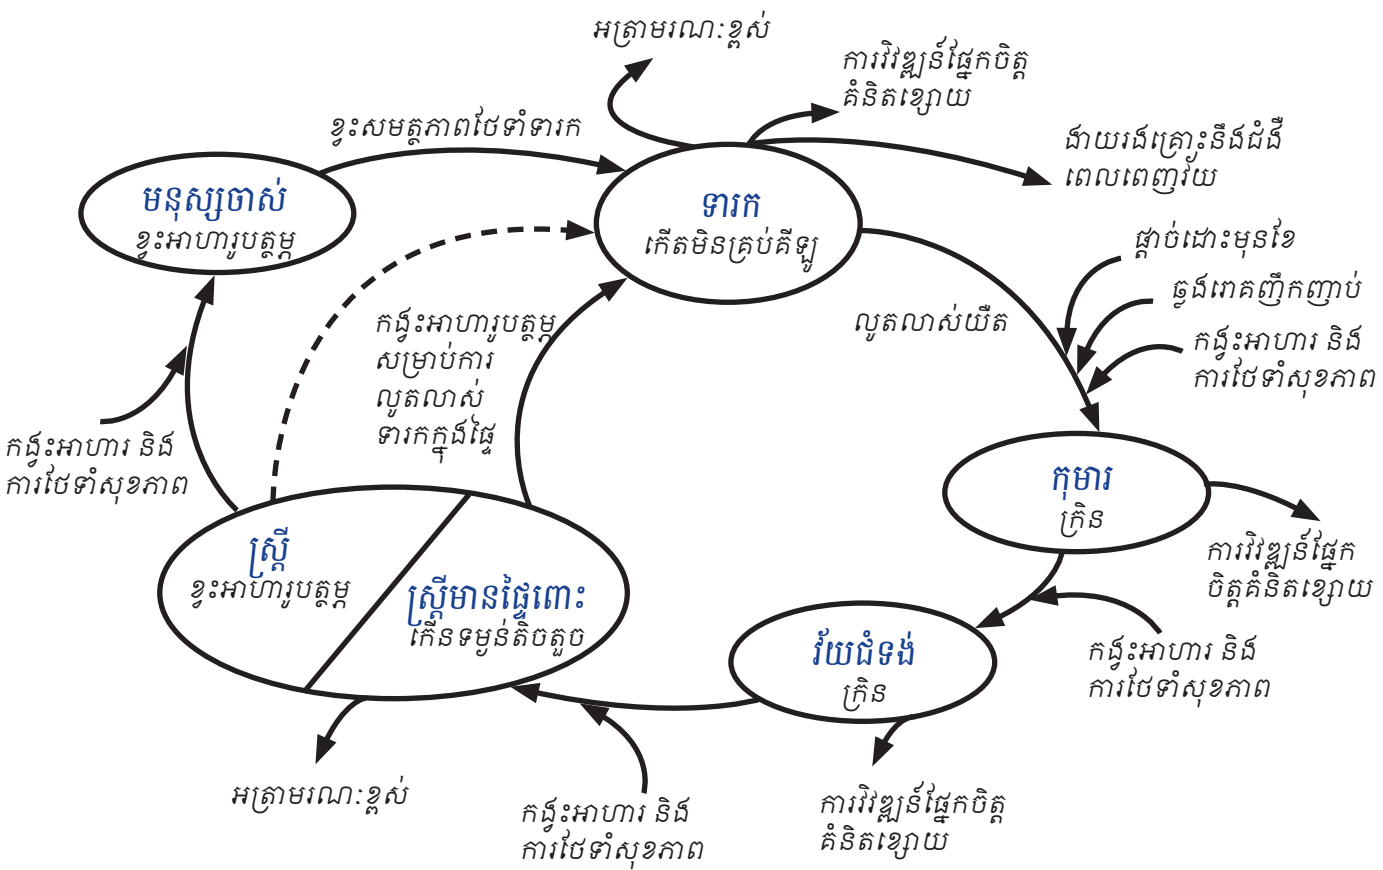 អត្រាមរណៈខ្ពស់
ការវិវឌ្ឍន៍ផ្នែកចិត្ត
គំនិតខ្សោយ
ខ្វះសមត្ថភាពថែទាំទារក
ងាយរងគ្រោះនឹងជំងឺ
ពេលពេញវ័យ
មនុស្សចាស់
ខ្វះអាហារូបត្ថម្ភ
ទារក
កើតមិនគ្រប់គីឡូ
ផ្តាច់ដោះមុនខែ
ឆ្លងរោគញឹកញាប់
កង្វះអាហារ និង
ការថែទាំសុខភាព
លូតលាស់យឺត
កង្វះអាហារូបត្ថម្ភ
សម្រាប់ការ
លូតលាស់
ទារកក្នុងផ្ទៃ
កង្វះអាហារ និង
ការថែទាំសុខភាព
កុមារ
ក្រិន
ការវិវឌ្ឍន៍ផ្នែក
ចិត្តគំនិតខ្សោយ
ស្ត្រី
ខ្វះអាហារូបត្ថម្ភ
ស្ត្រីមានផ្ទៃពោះ
កើនទម្ងន់តិចតួច
វ័យជំទង់
ក្រិន
កង្វះអាហារ និង
ការថែទាំសុខភាព
អត្រាមរណៈខ្ពស់
កង្វះអាហារ និង
ការថែទាំសុខភាព
ការវិវឌ្ឍន៍ផ្នែកចិត្ត
គំនិតខ្សោយ